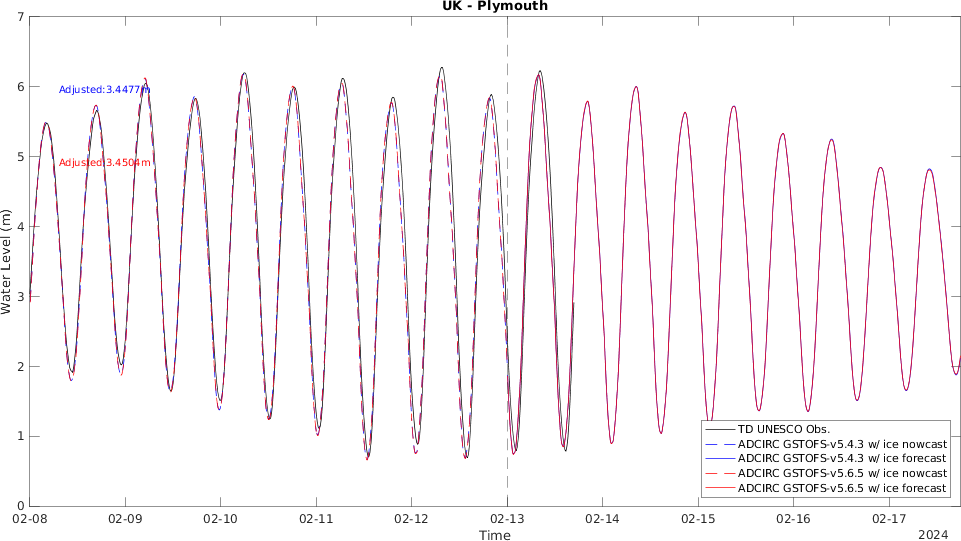 UK - Plymouth
7
6
5
4
3
2
1
0
Water Level (m)
Adjusted:3.4477m
Adjusted:3.4504m
TD UNESCO Obs.
ADCIRC GSTOFS-v5.4.3 w/ ice nowcast
ADCIRC GSTOFS-v5.4.3 w/ ice forecast
ADCIRC GSTOFS-v5.6.5 w/ ice nowcast
ADCIRC GSTOFS-v5.6.5 w/ ice forecast
02-08 02-09 02-10 02-11 02-12 02-13 02-14 02-15 02-16 02-17
Time
2024